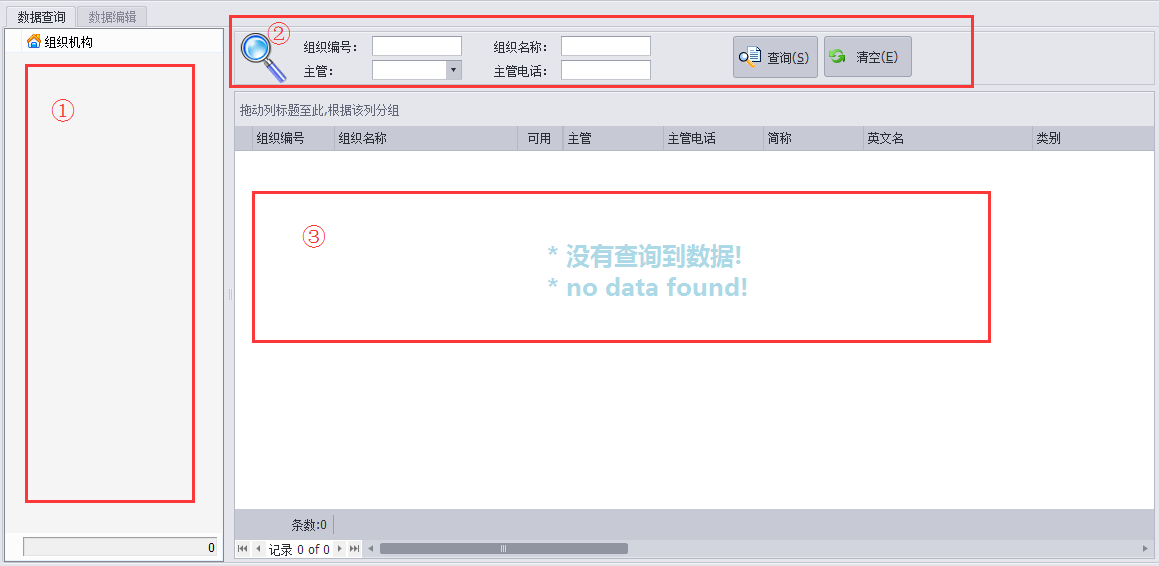 数据查询 数据编辑
组织机构
①
0
②
组织编号: 组织名称:
主管: 主管电话:
查询(S) 清空(E)
拖动列标题至此,根据该列分组
组织编号 组织名称 可用 主管 主管电话 简称 英文名 类别
③
* 没有查询到数据!
* no data found!
条数:0
记录 0 of 0